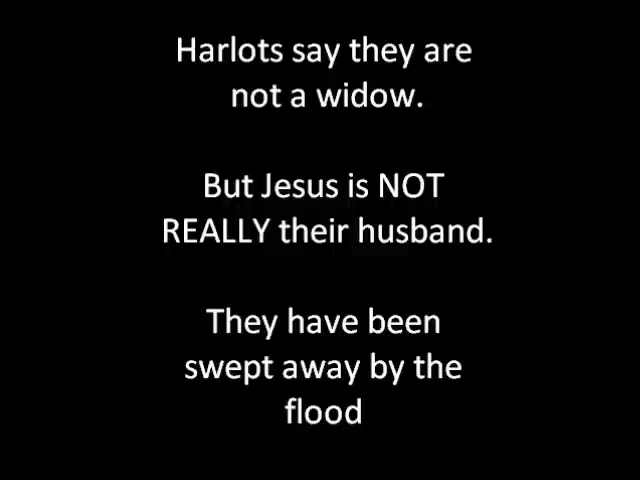 Harlots say they are
not a widow.
But Jesus is NOT
REALLY their husband.
They have been
swept away by the
flood